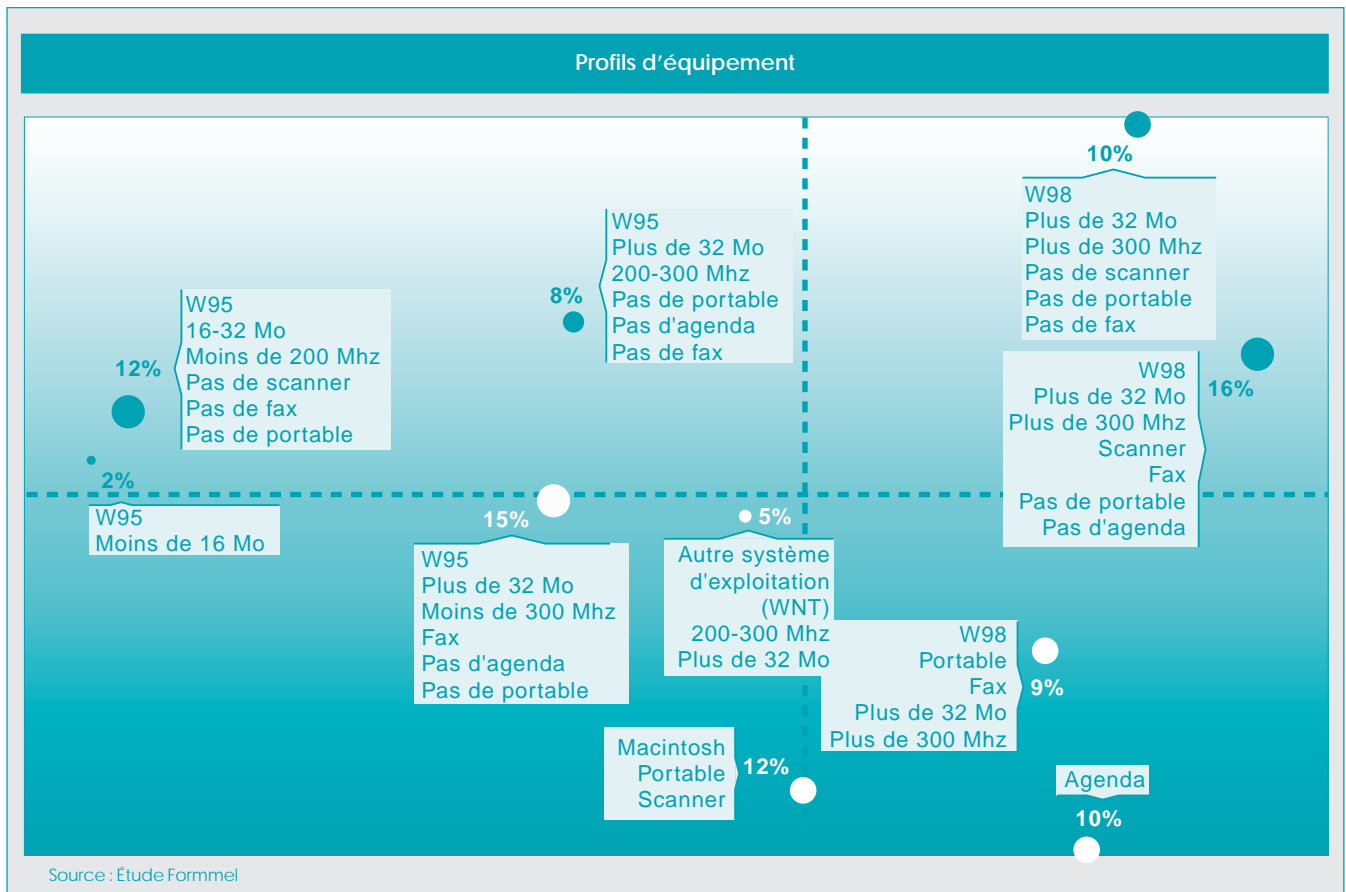 Profils d'équipement
10%
W98
Plus de 32 Mo
Plus de 300 Mhz
Pas de scanner
Pas de portable
Pas de fax
8%
W95
Plus de 32 Mo
200-300 Mhz
Pas de portable
Pas d'agenda
Pas de fax
12%
W95
16-32 Mo
Moins de 200 Mhz
Pas de scanner
Pas de fax
Pas de portable
16%
W98
Plus de 32 Mo
Plus de 300 Mhz
Scanner
Fax
Pas de portable
Pas d'agenda
2%
W95
Moins de 16 Mo
15%
W95
Plus de 32 Mo
Moins de 300 Mhz
Fax
Pas d'agenda
Pas de portable
5%
Autre système
d'exploitation
(WNT)
200-300 Mhz
Plus de 32 Mo
W98
Portable
Fax
Plus de 32 Mo
Plus de 300 Mhz
9%
Macintosh
Portable
Scanner
12%
Agenda
10%
Source : Étude Formmel